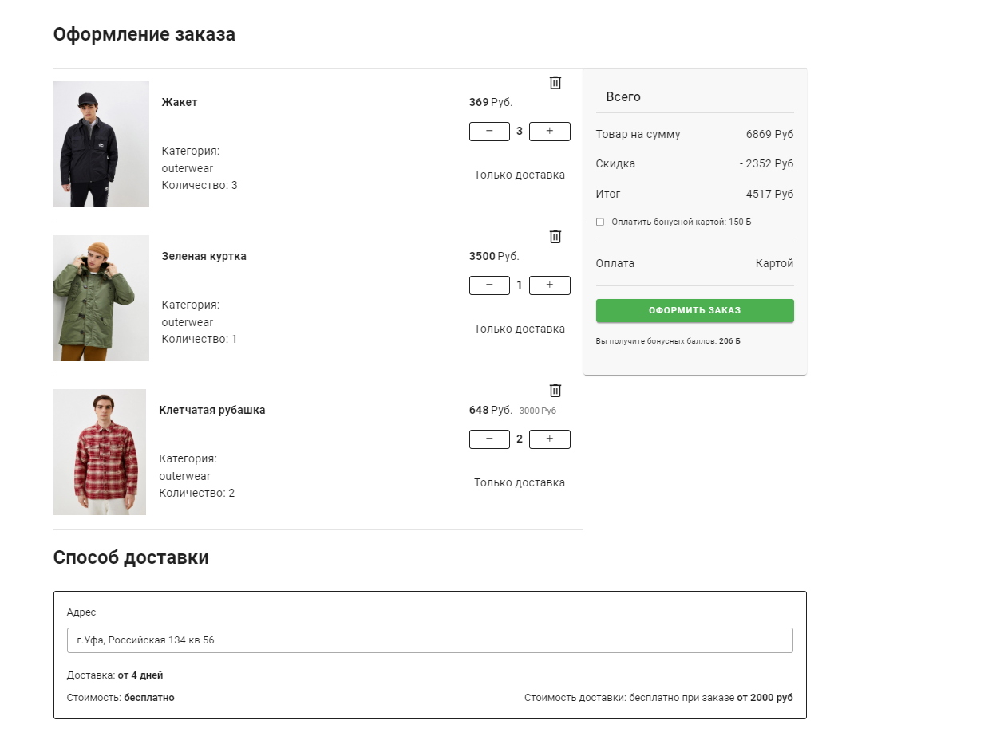 Оформление заказа
Жакет
369 Руб.
− 3 +
Категория:
outerwear
Количество: 3
Только доставка
Зеленая куртка
3500 Руб.
− 1 +
Категория:
outerwear
Количество: 1
Только доставка
Клетчатая рубашка
648 Руб. 3000 Руб
− 2 +
Категория:
outerwear
Количество: 2
Только доставка
Всего
Товар на сумму 6869 Руб
Скидка - 2352 Руб
Итог 4517 Руб
Оплатить бонусной картой: 150 Б
Оплата Картой
ОФОРМИТЬ ЗАКАЗ
Вы получите бонусных баллов: 206 Б
Способ доставки
Адрес
г.Уфа, Российская 134 кв 56
Доставка: от 4 дней
Стоимость: бесплатно Стоимость доставки: бесплатно при заказе от 2000 руб